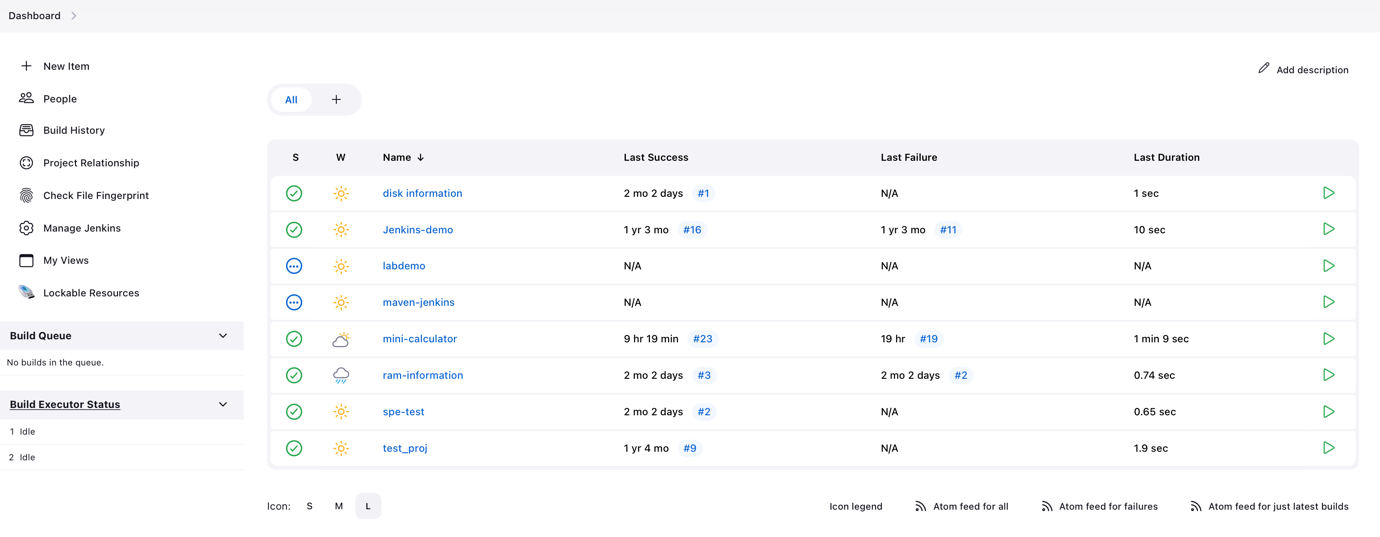 Dashboard
New Item
People
Build History
Project Relationship
Check File Fingerprint
Manage Jenkins
My Views
Lockable Resources
Build Queue
No builds in the queue.
Build Executor Status
1 Idle
2 Idle
Add description
All +
S W Name ↓ Last Success Last Failure Last Duration
disk information 2 mo 2 days #1 N/A 1 sec
Jenkins-demo 1 yr 3 mo #16 1 yr 3 mo #11 10 sec
labdemo N/A N/A N/A
maven-jenkins N/A N/A N/A
mini-calculator 9 hr 19 min #23 19 hr #19 1 min 9 sec
ram-information 2 mo 2 days #3 2 mo 2 days #2 0.74 sec
spe-test 2 mo 2 days #2 N/A 0.65 sec
test_proj 1 yr 4 mo #9 N/A 1.9 sec
Icon: S M L Icon legend Atom feed for all Atom feed for failures Atom feed for just latest builds